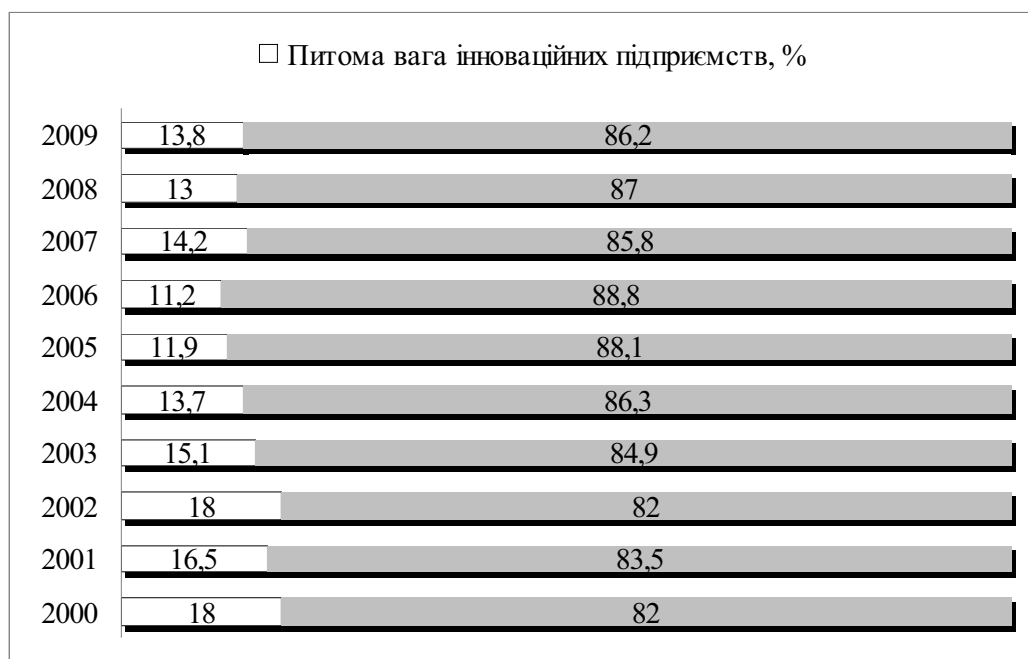 Питома вага інноваційних підприємств, %
2009 13,8 86,2
2008 13 87
2007 14,2 85,8
2006 11,2 88,8
2005 11,9 88,1
2004 13,7 86,3
2003 15,1 84,9
2002 18 82
2001 16,5 83,5
2000 18 82